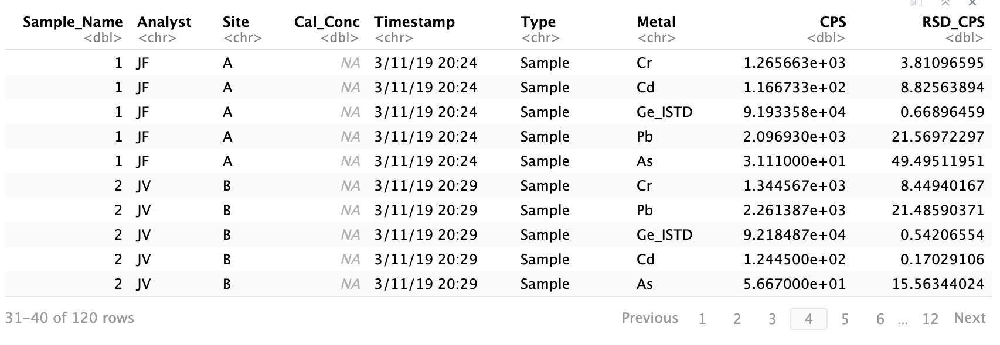 Sample_Name Analyst Site Cal_Conc Timestamp Type Metal CPS RSD_CPS
<dbl> <chr> <chr> <dbl> <chr> <chr> <chr> <dbl> <dbl>
1 JF A NA 3/11/19 20:24 Sample Cr 1.265663e+03 3.81096595
1 JF A NA 3/11/19 20:24 Sample Cd 1.166733e+02 8.82563894
1 JF A NA 3/11/19 20:24 Sample Ge_ISTD 9.193358e+04 0.66896459
1 JF A NA 3/11/19 20:24 Sample Pb 2.096930e+03 21.56972297
1 JF A NA 3/11/19 20:24 Sample As 3.111000e+01 49.49511951
2 JV B NA 3/11/19 20:29 Sample Cr 1.344567e+03 8.44940167
2 JV B NA 3/11/19 20:29 Sample Pb 2.261387e+03 21.48590371
2 JV B NA 3/11/19 20:29 Sample Ge_ISTD 9.218487e+04 0.54206554
2 JV B NA 3/11/19 20:29 Sample Cd 1.244500e+02 0.17029106
2 JV B NA 3/11/19 20:29 Sample As 5.667000e+01 15.56344024
31–40 of 120 rows Previous 1 2 3 4 5 6 ... 12 Next